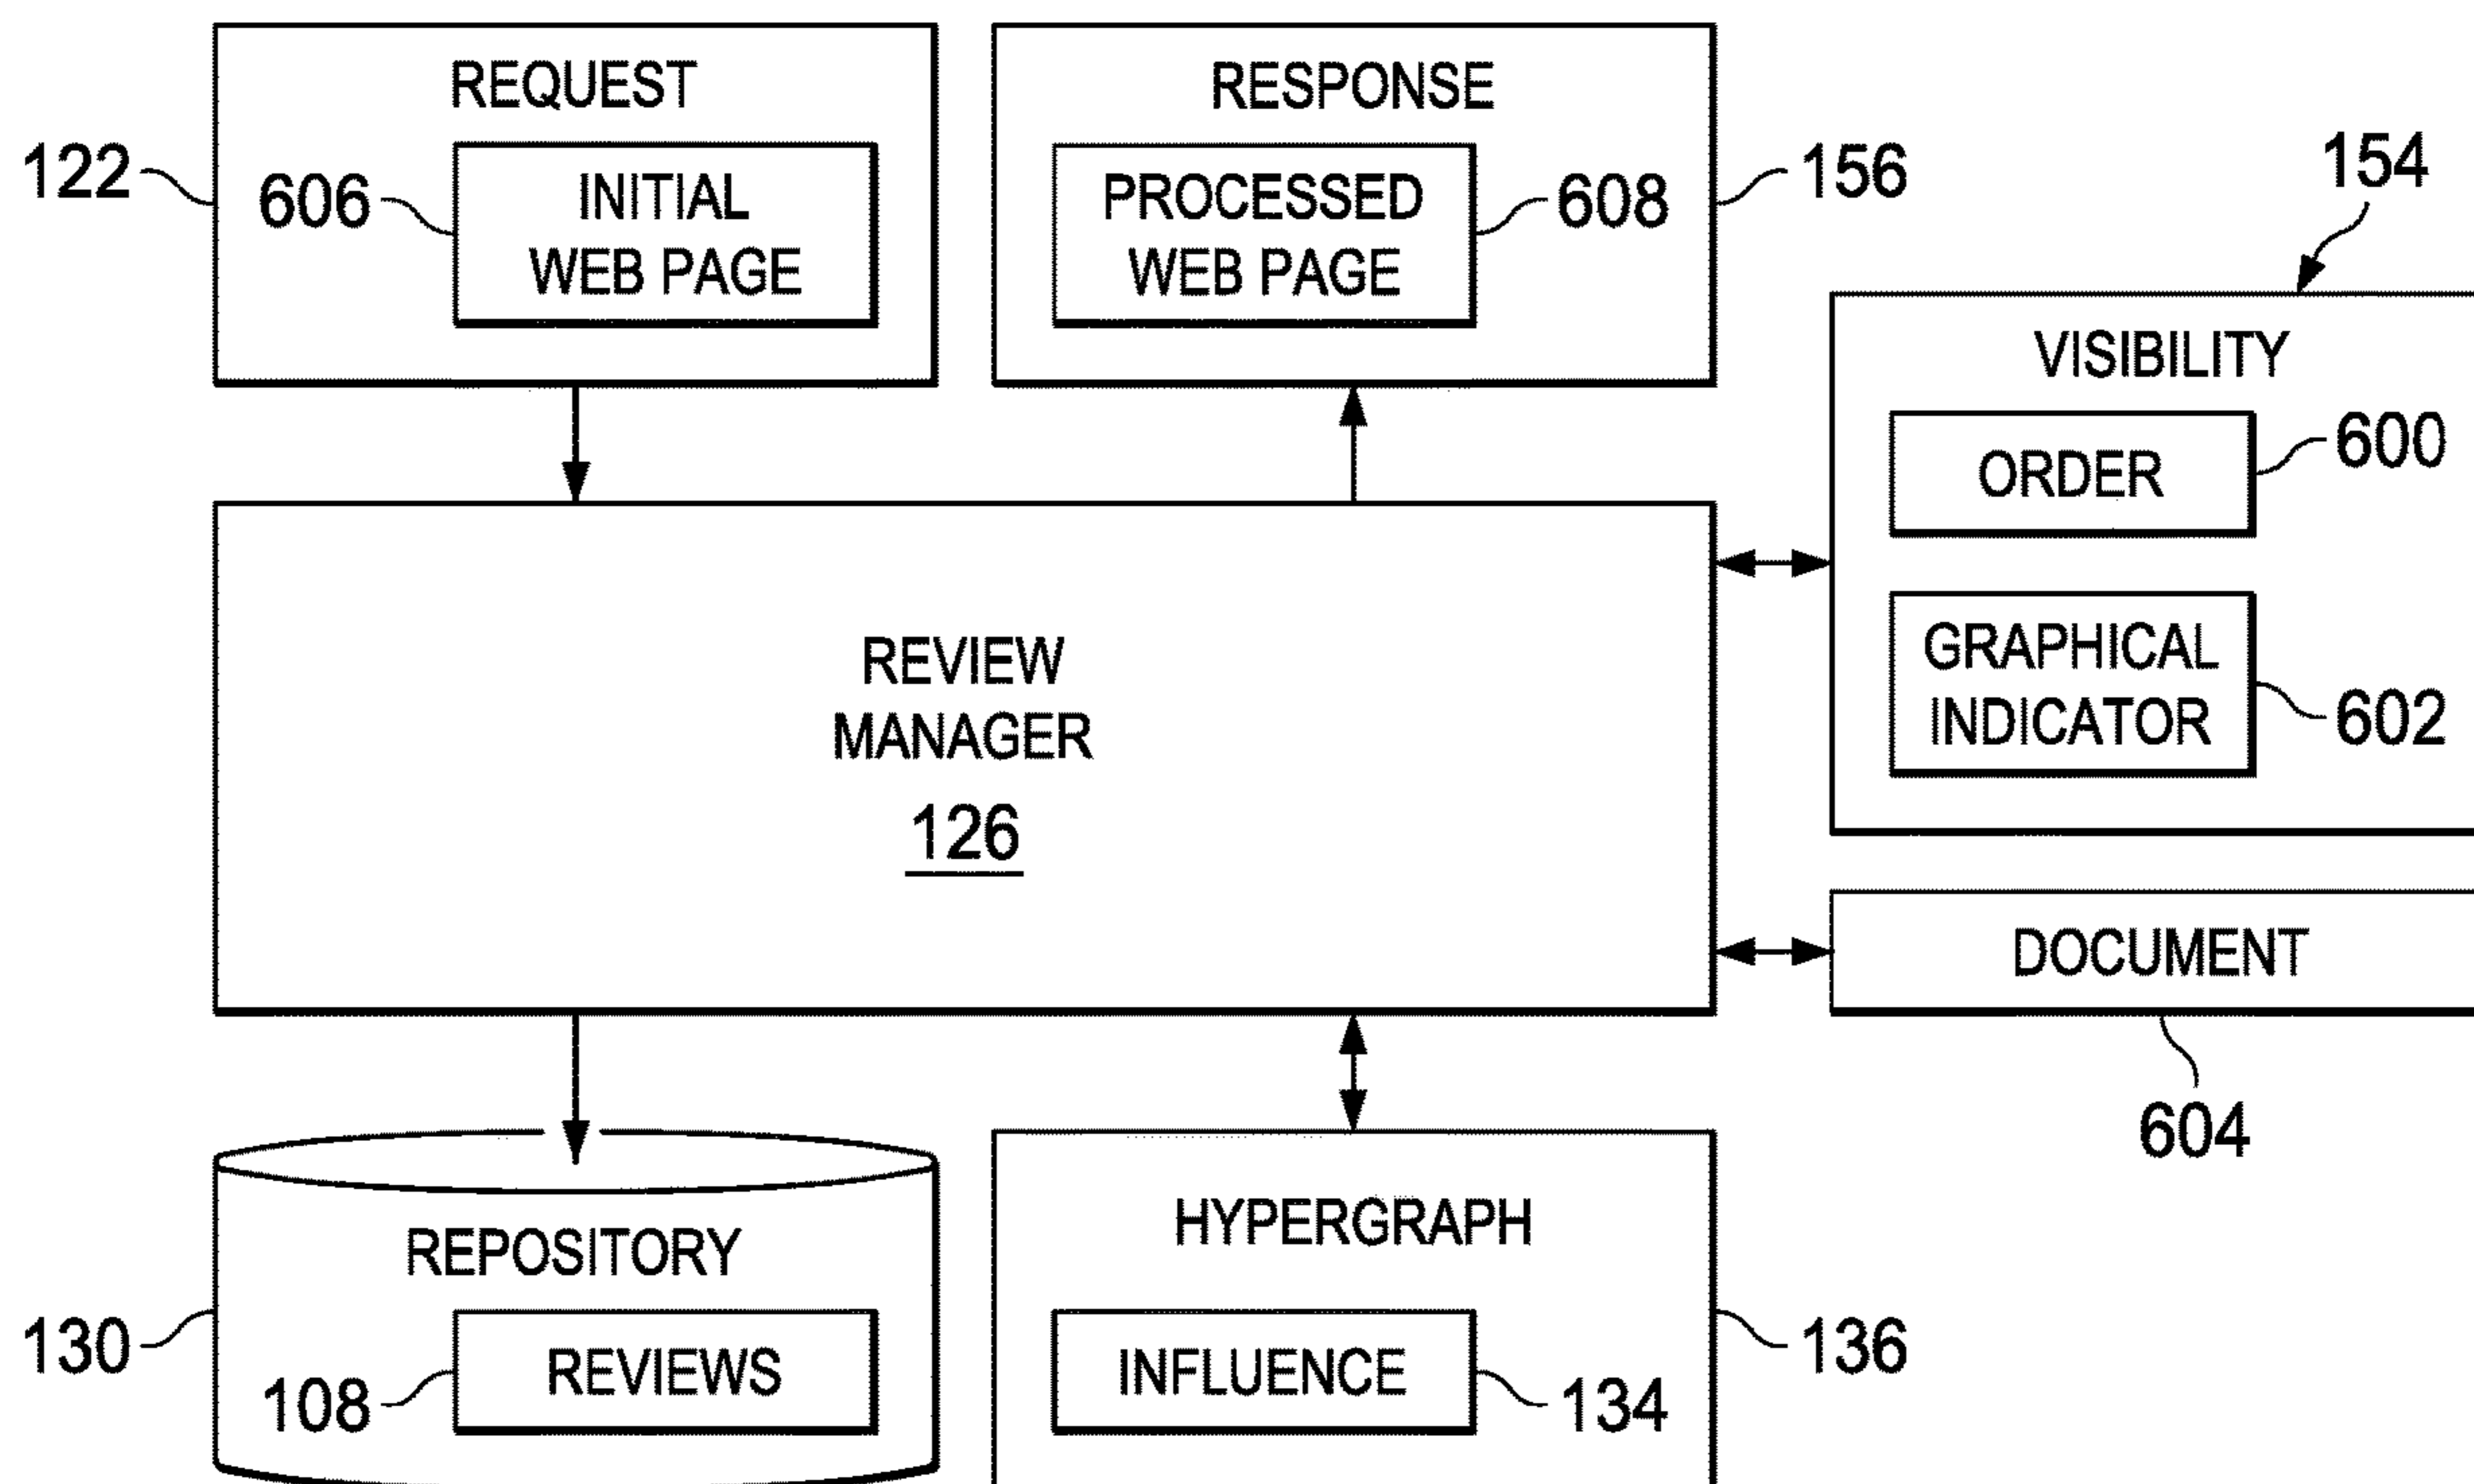 REQUEST
122
606
INITIAL
WEB PAGE
RESPONSE
PROCESSED
WEB PAGE
608
156
154
VISIBILITY
ORDER
600
GRAPHICAL
INDICATOR
602
REVIEW
MANAGER
126
DOCUMENT
604
REPOSITORY
130
REVIEWS
108
HYPERGRAPH
INFLUENCE
134
136